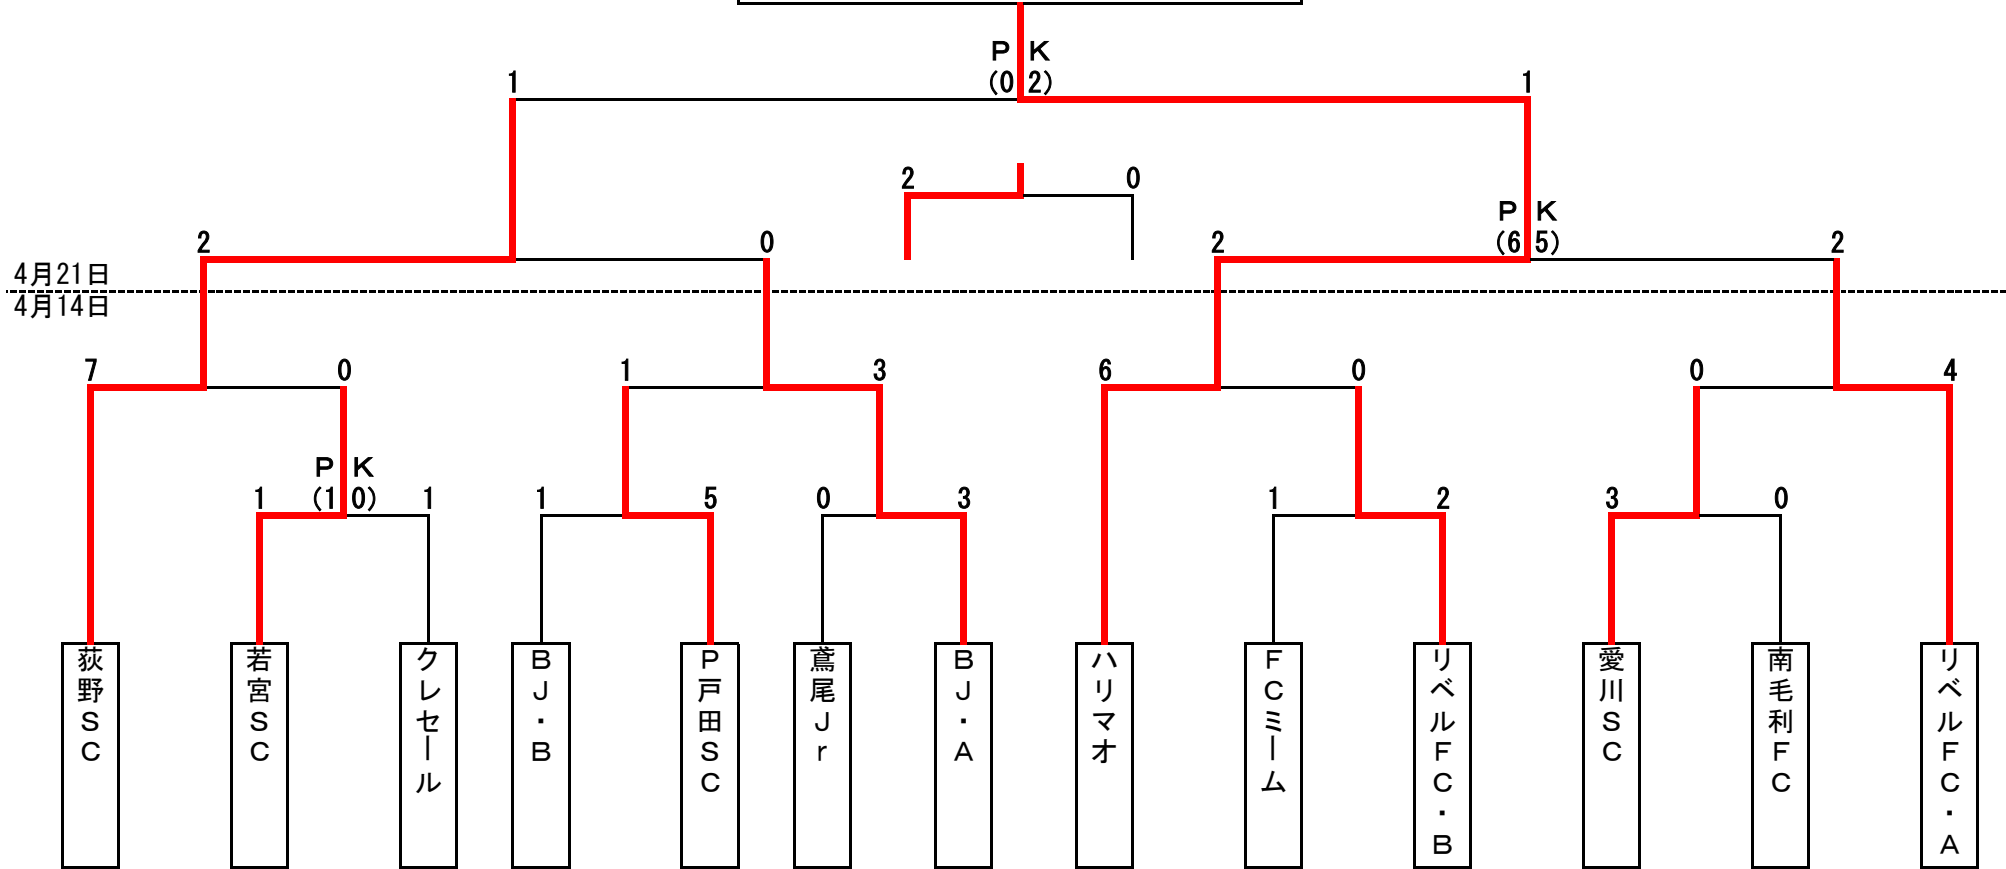 P K
1 (0 2) 1
2 0
P K
2 0 2 (6 5) 2
4月21日
4月14日
7 0 1 3 6 0 0 4
P K
1 (1 0) 1 1 5 0 3 1 2 3 0
荻野SC
若宮SC
クレセール
BJ・B
P戸田SC
鳶尾Jr
BJ・A
ハリマオ
FCミーム
リベルFC・B
愛川SC
南毛利FC
リベルFC・A